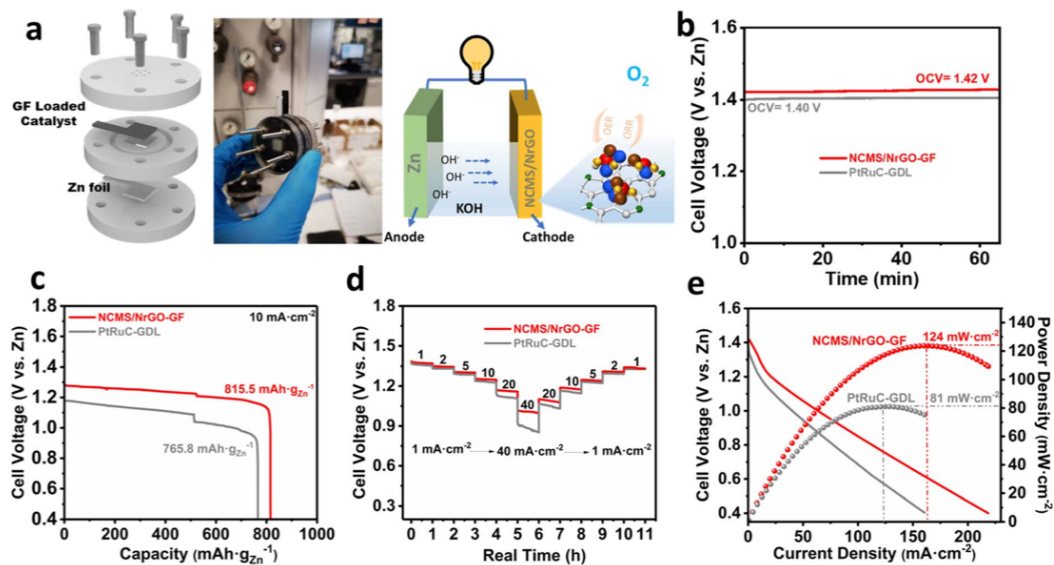 a
GF Loaded
Catalyst
Zn foil
O₂
OER
ORR
Zn
OH⁻
OH⁻
OH⁻
KOH
NCMS/NrGO
Anode
Cathode
b
Cell Voltage (V vs. Zn)
1.6
1.4
1.2
1.0
OCV= 1.42 V
OCV= 1.40 V
NCMS/NrGO-GF
PtRuC-GDL
0
20
40
60
Time (min)
c
Cell Voltage (V vs. Zn)
1.8
1.6
1.4
1.2
1.0
0.8
0.6
0.4
NCMS/NrGO-GF
PtRuC-GDL
10 mA·cm⁻²
815.5 mAh·gZn⁻¹
765.8 mAh·gZn⁻¹
0 200 400 600 800 1000
Capacity (mAh·gZn⁻¹)
d
Cell Voltage (V vs. Zn)
1.8
1.5
1.2
0.9
0.6
0.3
NCMS/NrGO-GF
PtRuC-GDL
1 2 5 10 20 40 20 10 5 2 1
1 mA·cm⁻² 40 mA·cm⁻² 1 mA·cm⁻²
0 1 2 3 4 5 6 7 8 9 10 11
Real Time (h)
e
Cell Voltage (V vs. Zn)
1.6
1.4
1.2
1.0
0.8
0.6
0.4
NCMS/NrGO-GF
124 mW·cm⁻²
PtRuC-GDL
81 mW·cm⁻²
140
120
100
80
60
40
20
0
Power Density
(mW·cm⁻²)
0 50 100 150 200
Current Density (mA·cm⁻²)